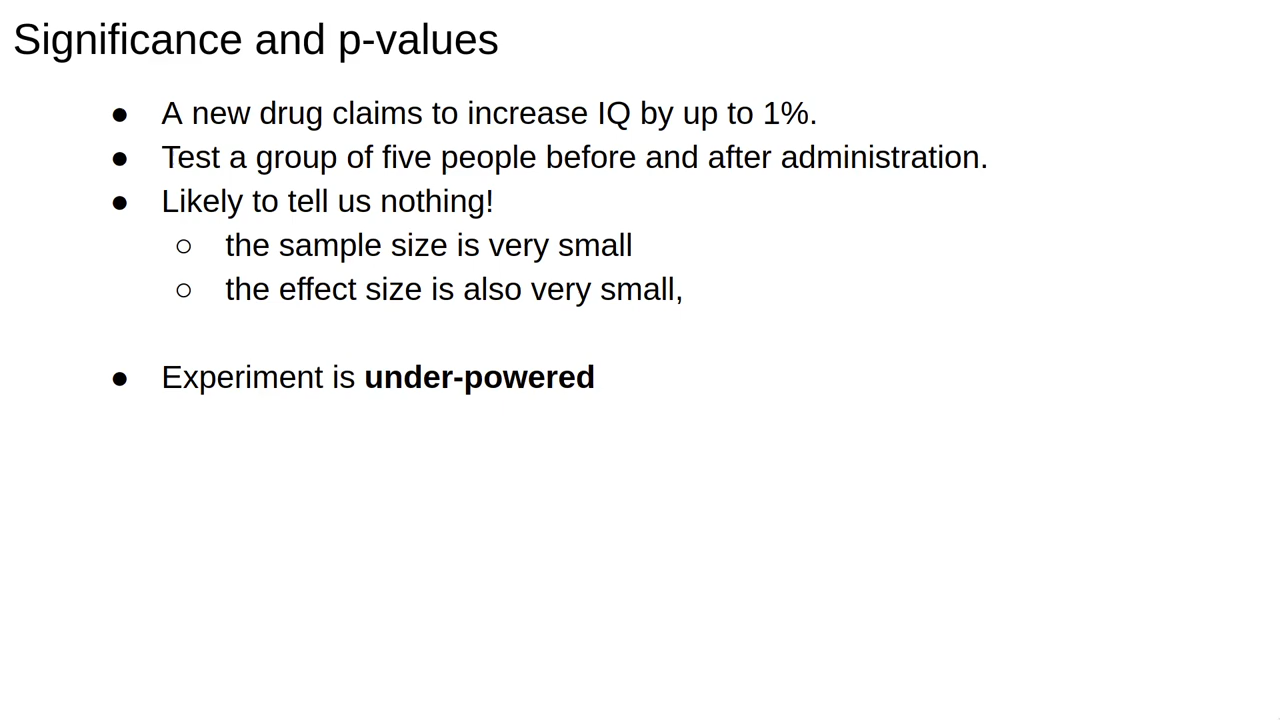 Significance and p-values
● A new drug claims to increase IQ by up to 1%.
● Test a group of five people before and after administration.
● Likely to tell us nothing!
○ the sample size is very small
○ the effect size is also very small,
● Experiment is under-powered